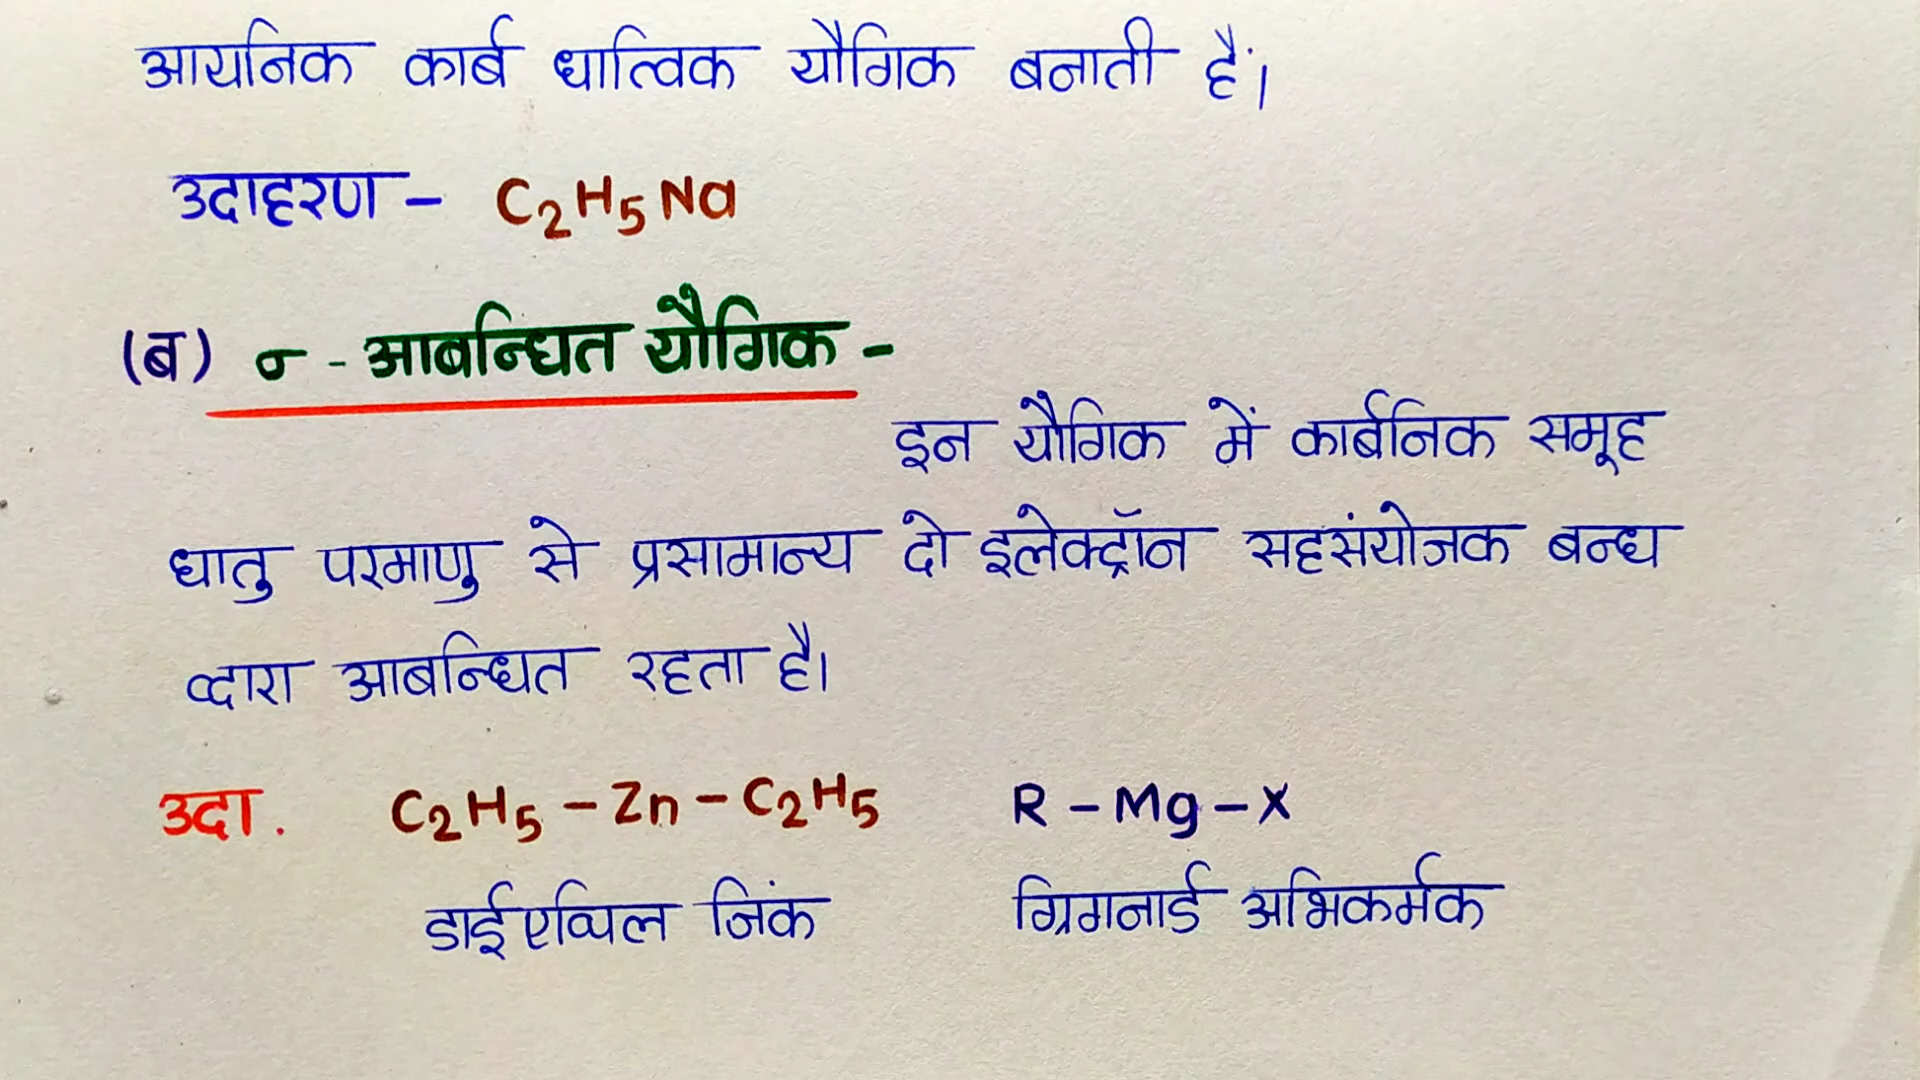 आयनिक कार्ब धात्विक यौगिक बनाती हैं।
उदाहरण – C₂H₅Na
(ब) σ - आबन्धित यौगिक -
इन यौगिक में कार्बनिक समूह
धातु परमाणु से प्रसामान्य दो इलेक्ट्रॉन सहसंयोजक बन्ध
द्वारा आबन्धित रहता है।
उदा. C₂H₅ – Zn – C₂H₅ R – Mg – X
डाईएथिल जिंक ग्रिगनार्ड अभिकर्मक